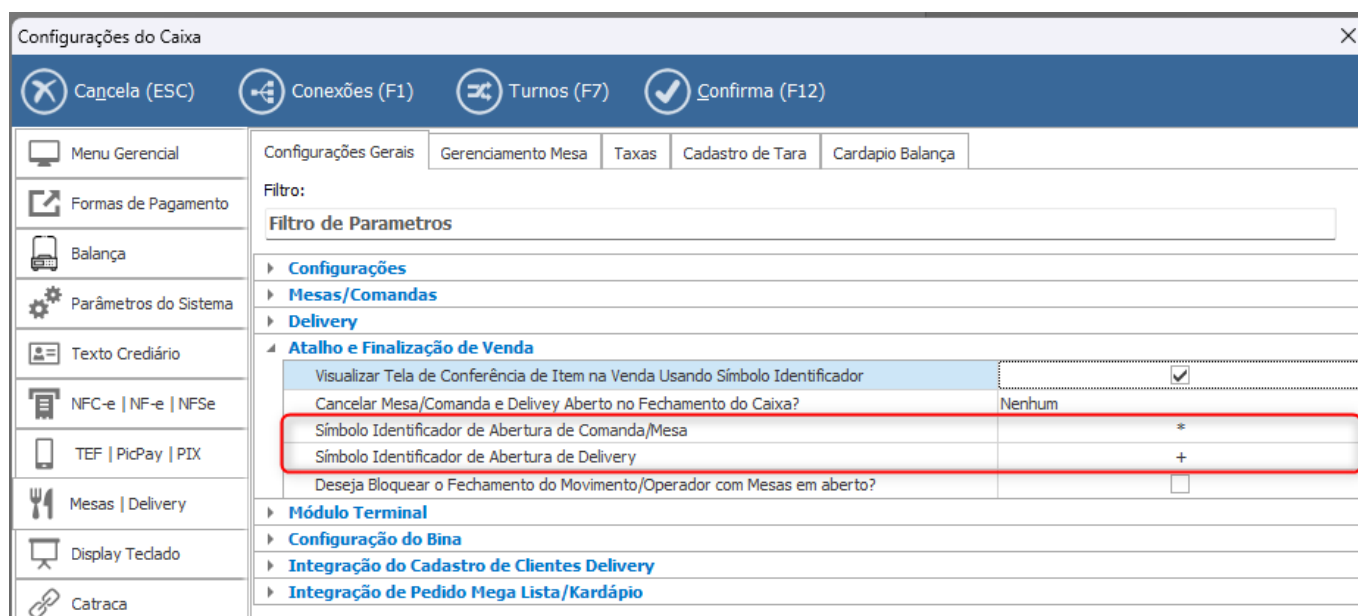 Configurações do Caixa
Cancela (ESC)
Conexões (F1)
Turnos (F7)
Confirma (F12)
Menu Gerencial
Formas de Pagamento
Balança
Parâmetros do Sistema
Texto Crediário
NFC-e | NF-e | NFSe
TEF | PicPay | PIX
Mesas | Delivery
Display Teclado
Catraca
Configurações Gerais
Gerenciamento Mesa
Taxas
Cadastro de Tara
Cardapio Balança
Filtro:
Filtro de Parametros
Configurações
Mesas/Comandas
Delivery
Atalho e Finalização de Venda
Visualizar Tela de Conferência de Item na Venda Usando Símbolo Identificador
Cancelar Mesa/Comanda e Delivey Aberto no Fechamento do Caixa? Nenhum
Símbolo Identificador de Abertura de Comanda/Mesa *
Símbolo Identificador de Abertura de Delivery +
Deseja Bloquear o Fechamento do Movimento/Operador com Mesas em aberto?
Módulo Terminal
Configuração do Bina
Integração do Cadastro de Clientes Delivery
Integração de Pedido Mega Lista/Kardápio